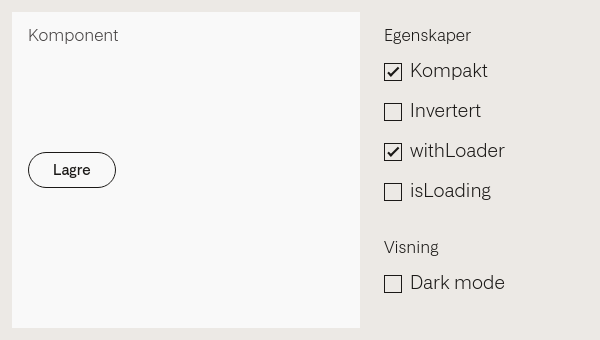 Komponent
Lagre
Egenskaper
Kompakt
Invertert
withLoader
isLoading
Visning
Dark mode